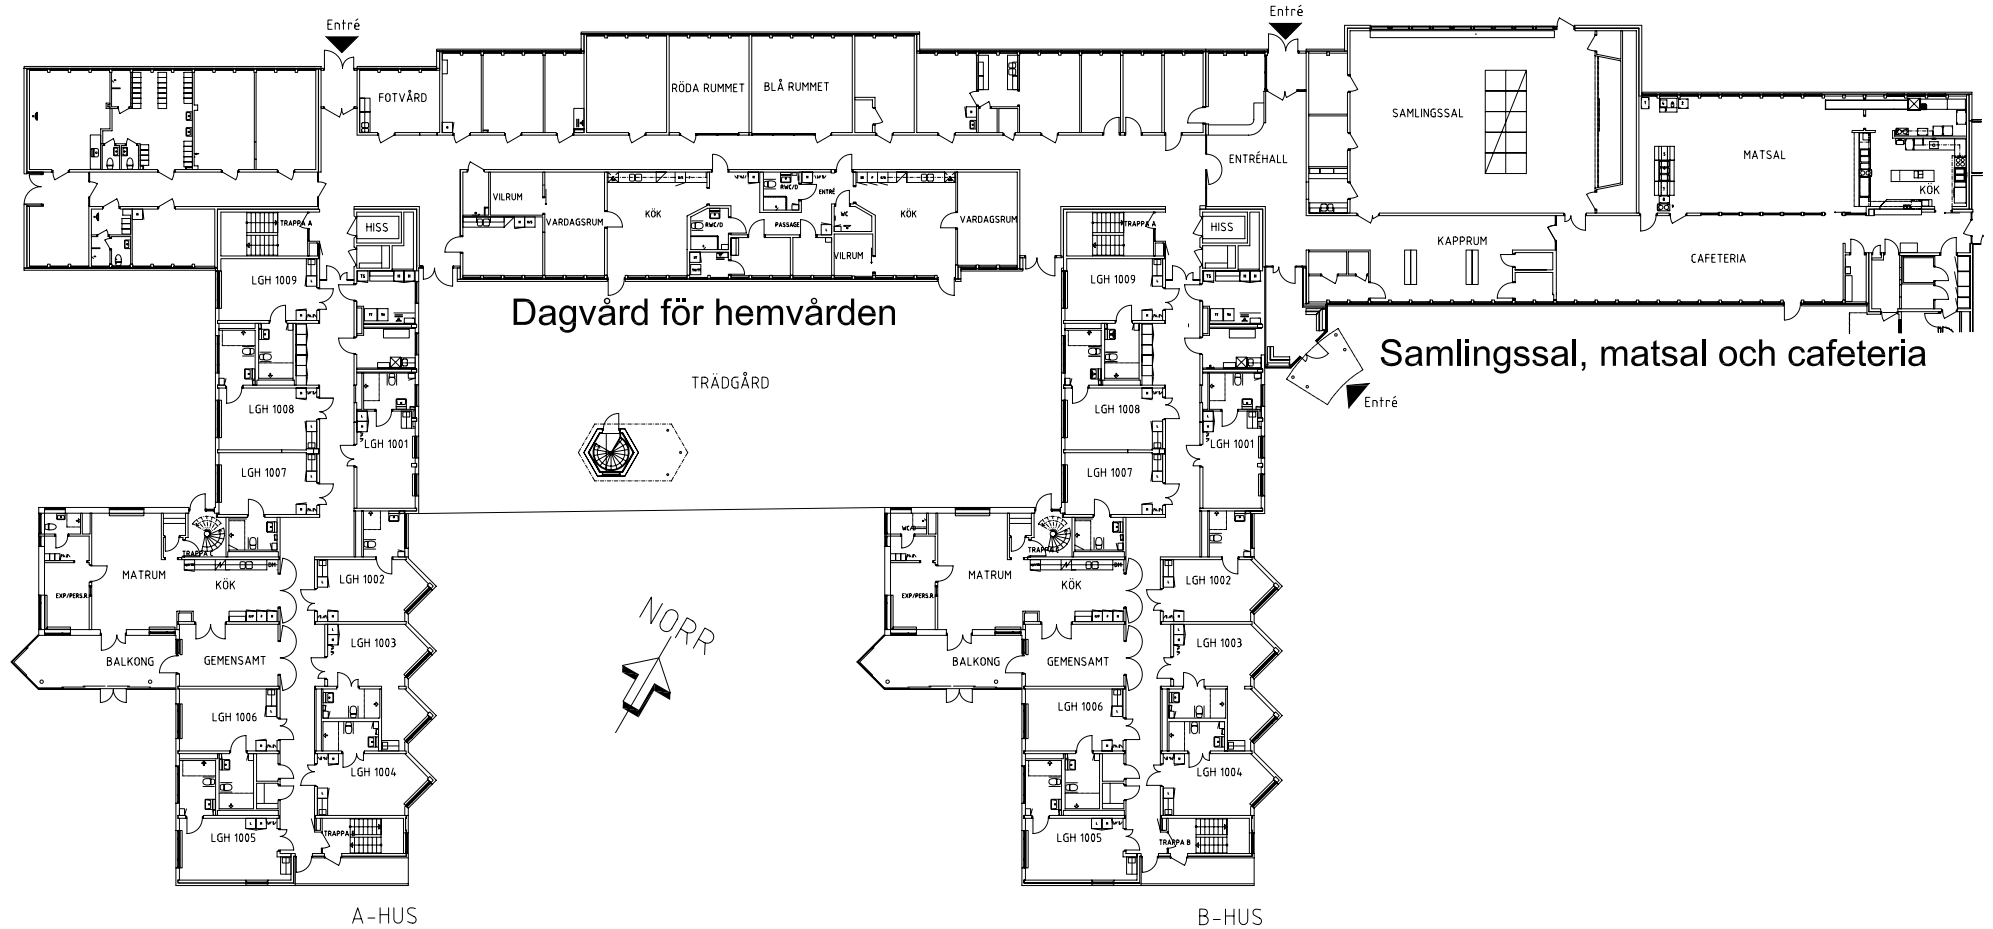 Entré
Entré
FOTVÅRD
RÖDA RUMMET
BLÅ RUMMET
SAMLINGSSAL
MATSAL
ENTRÉHALL
KÖK
VILRUM
KÖK
RWC/D
ENTRÉ
KÖK
VARDAGSRUM
VARDAGSRUM
WC
TRAPPA A
HISS
RWC/D
PASSAGE
TRAPPA A
HISS
KAPPRUM
VILRUM
CAFETERIA
LGH 1009
LGH 1009
Dagvård för hemvården
Samlingssal, matsal och cafeteria
TRÄDGÅRD
Entré
LGH 1008
LGH 1008
LGH 1001
LGH 1001
LGH 1007
LGH 1007
WC/D
TRAPPA C
MATRUM
KÖK
LGH 1002
MATRUM
KÖK
LGH 1002
EXP/PERS.R
EXP/PERS.R
NORR
LGH 1003
LGH 1003
BALKONG
GEMENSAMT
BALKONG
GEMENSAMT
LGH 1006
LGH 1006
LGH 1004
LGH 1004
LGH 1005
TRAPPA B
LGH 1005
TRAPPA B
A-HUS
B-HUS